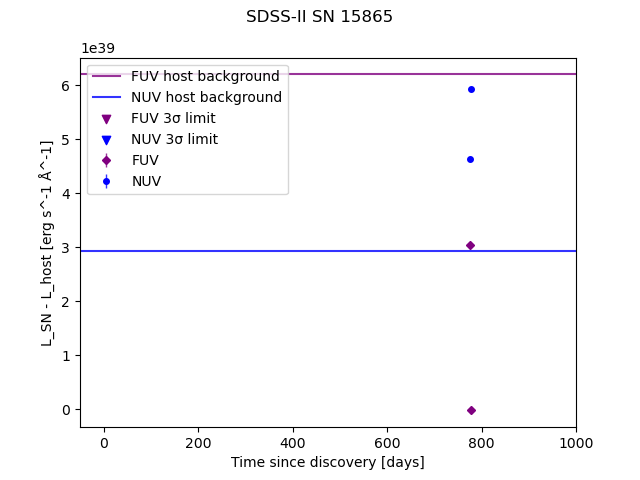 SDSS-II SN 15865
1e39
FUV host background
NUV host background
FUV 3σ limit
NUV 3σ limit
FUV
NUV
6
5
4
3
2
1
0
L_SN - L_host [erg s^-1 Å^-1]
0 200 400 600 800 1000
Time since discovery [days]